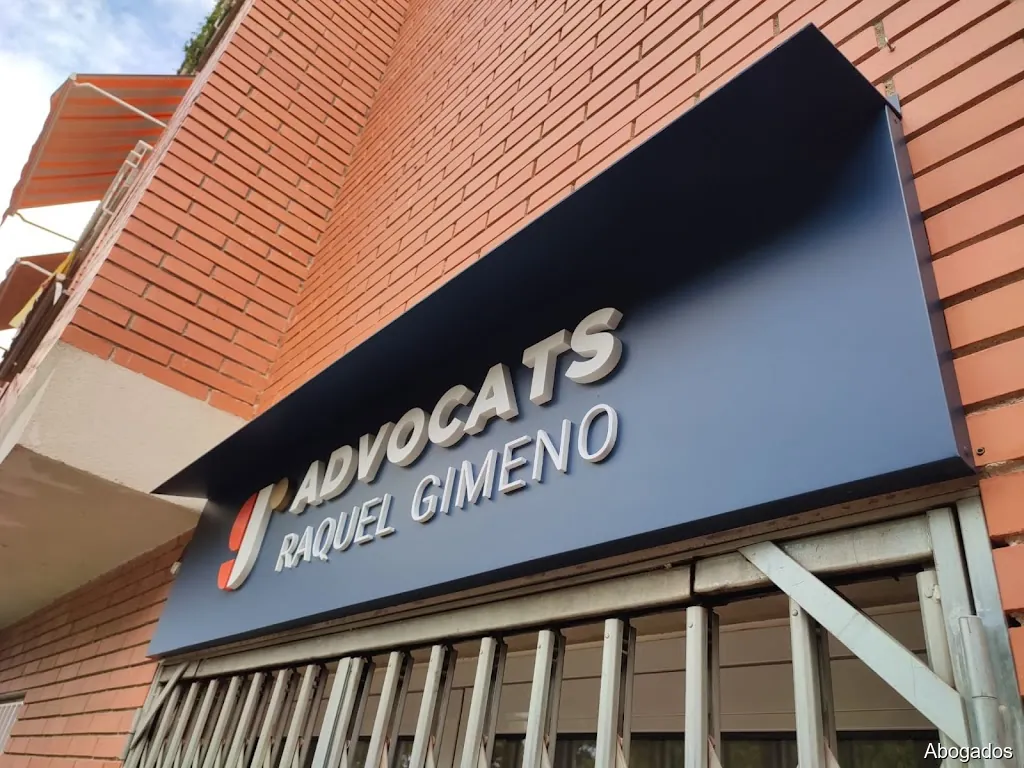 ADVOCATS
RAQUEL GIMENO
Abogados